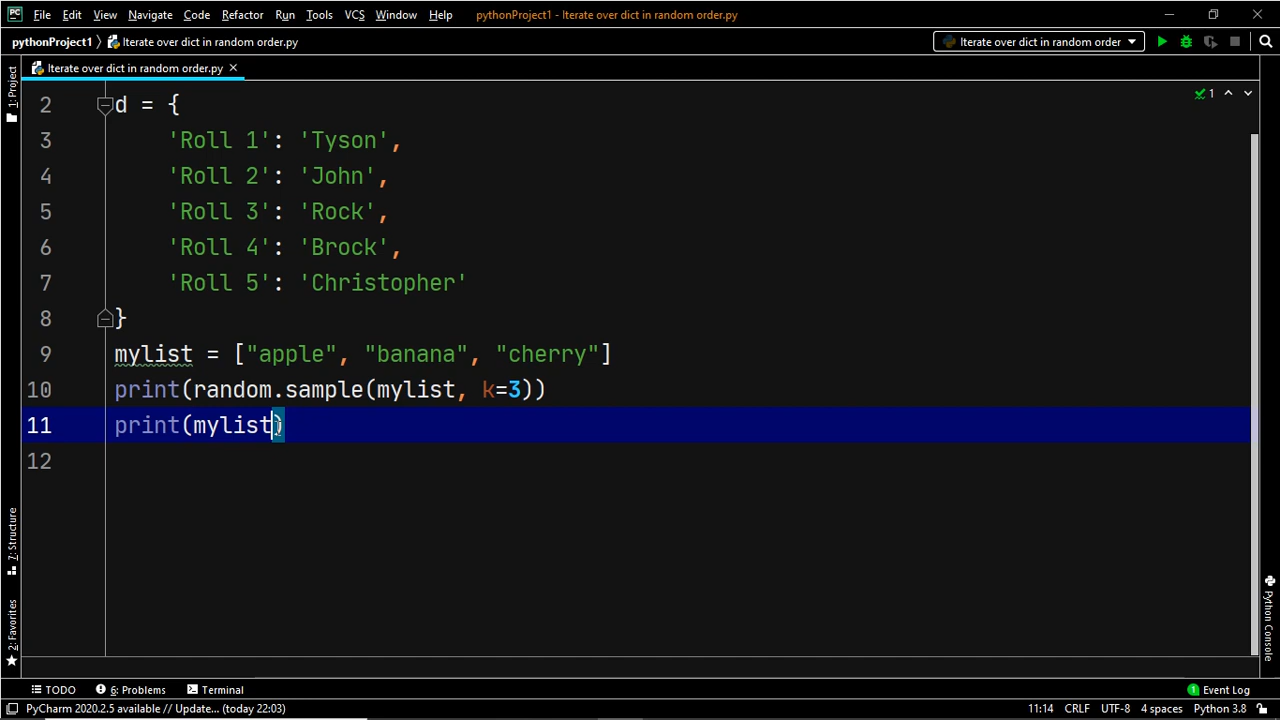 PC File Edit View Navigate Code Refactor Run Tools VCS Window Help pythonProject1 - Iterate over dict in random order.py
pythonProject1 Iterate over dict in random order.py Iterate over dict in random order
Iterate over dict in random order.py
1: Project
2 d = {
1
3 'Roll 1': 'Tyson',
4 'Roll 2': 'John',
5 'Roll 3': 'Rock',
6 'Roll 4': 'Brock',
7 'Roll 5': 'Christopher'
8 }
9 mylist = ["apple", "banana", "cherry"]
10 print(random.sample(mylist, k=3))
11 print(mylist)
12
7: Structure
2: Favorites
Python Console
TODO 6: Problems Terminal 1 Event Log
PyCharm 2020.2.5 available // Update... (today 22:03) 11:14 CRLF UTF-8 4 spaces Python 3.8